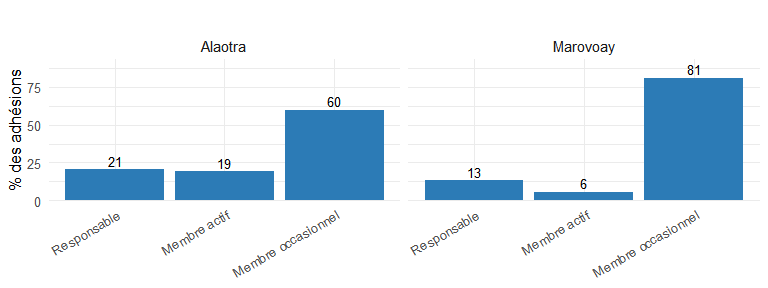 Alaotra
Marovoay
% des adhésions
75
50
25
0
21
19
60
13
6
81
Responsable
Membre actif
Membre occasionnel
Responsable
Membre actif
Membre occasionnel